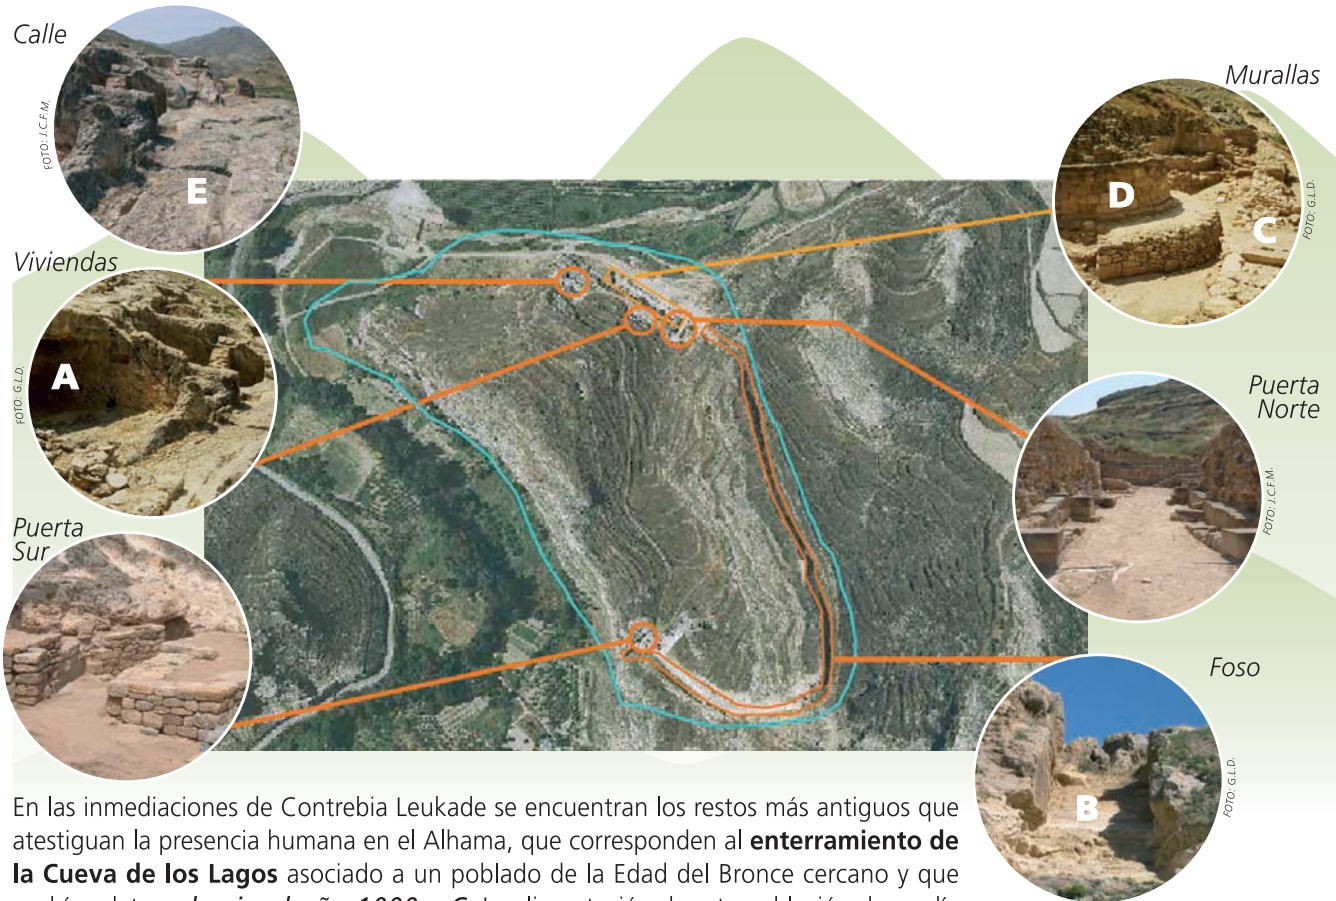 Calle
FOTO: J.C.F.M.
E
Murallas
D
C
FOTO: G.L.D.
Viviendas
A
FOTO: G.L.D.
Puerta
Norte
FOTO: J.C.F.M.
Puerta
Sur
Foso
B
FOTO: G.L.D.
En las inmediaciones de Contrebia Leukade se encuentran los restos más antiguos que
atestiguan la presencia humana en el Alhama, que corresponden al enterramiento de
la Cueva de los Lagos asociado a un poblado de la Edad del Bronce cercano y que